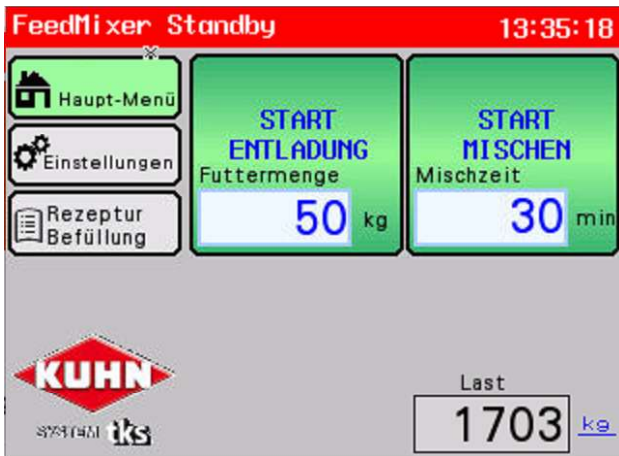 FeedMixer Standby 13:35:18
Haupt-Menü
Einstellungen
Rezeptur
Befüllung
START
ENTLADUNG
Futtermenge
50 kg
START
MISCHEN
Mischzeit
30 min
KUHN
SYSTEM tks
Last
1703 kg